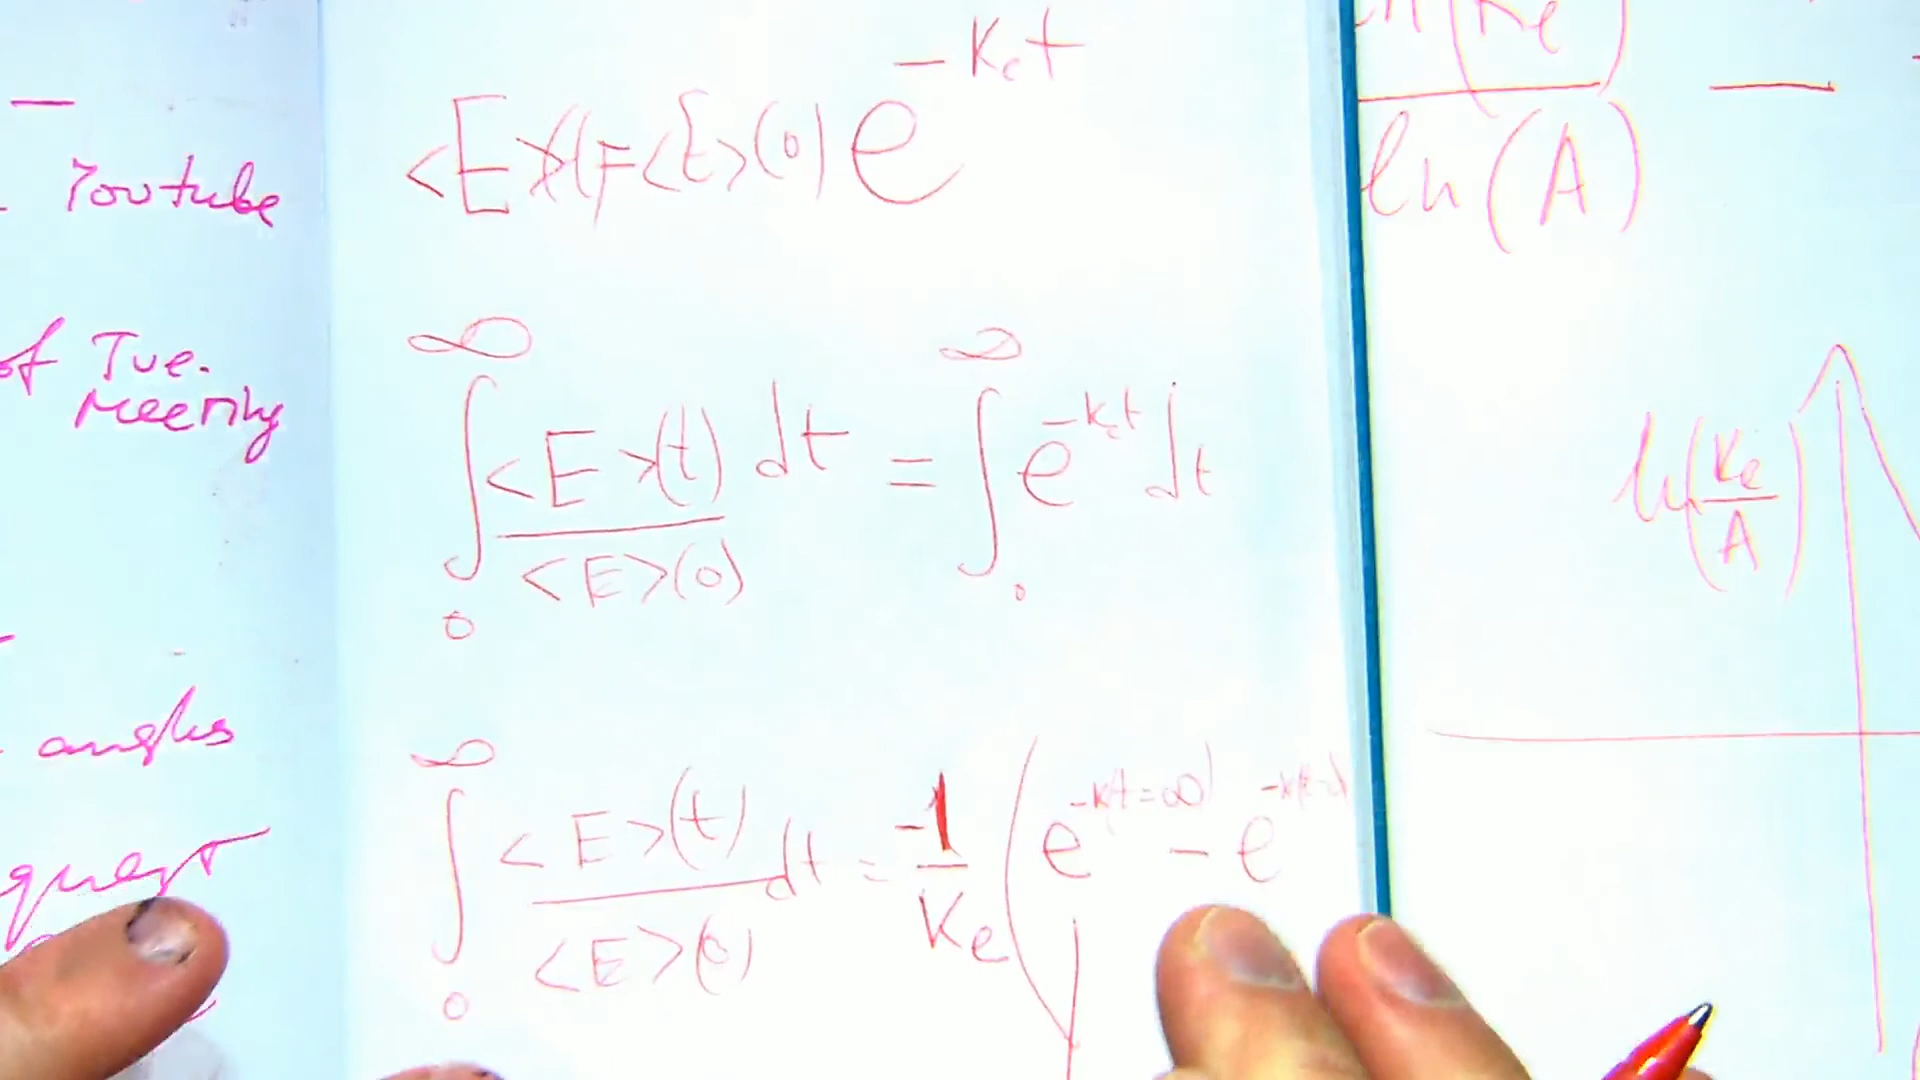 Youtube
of Tue.
Meeting
angles
quest
<E>(t)=<E>(0) e^{-k_e t}
∫_0^∞ <E>(t)/<E>(0) dt = ∫_0^∞ e^{-k_e t} dt
∫_0^∞ <E>(t)/<E>(0) dt = -1/K_e (e^{-k(t=∞)} - e
ln(A)
ln(K_e/A)